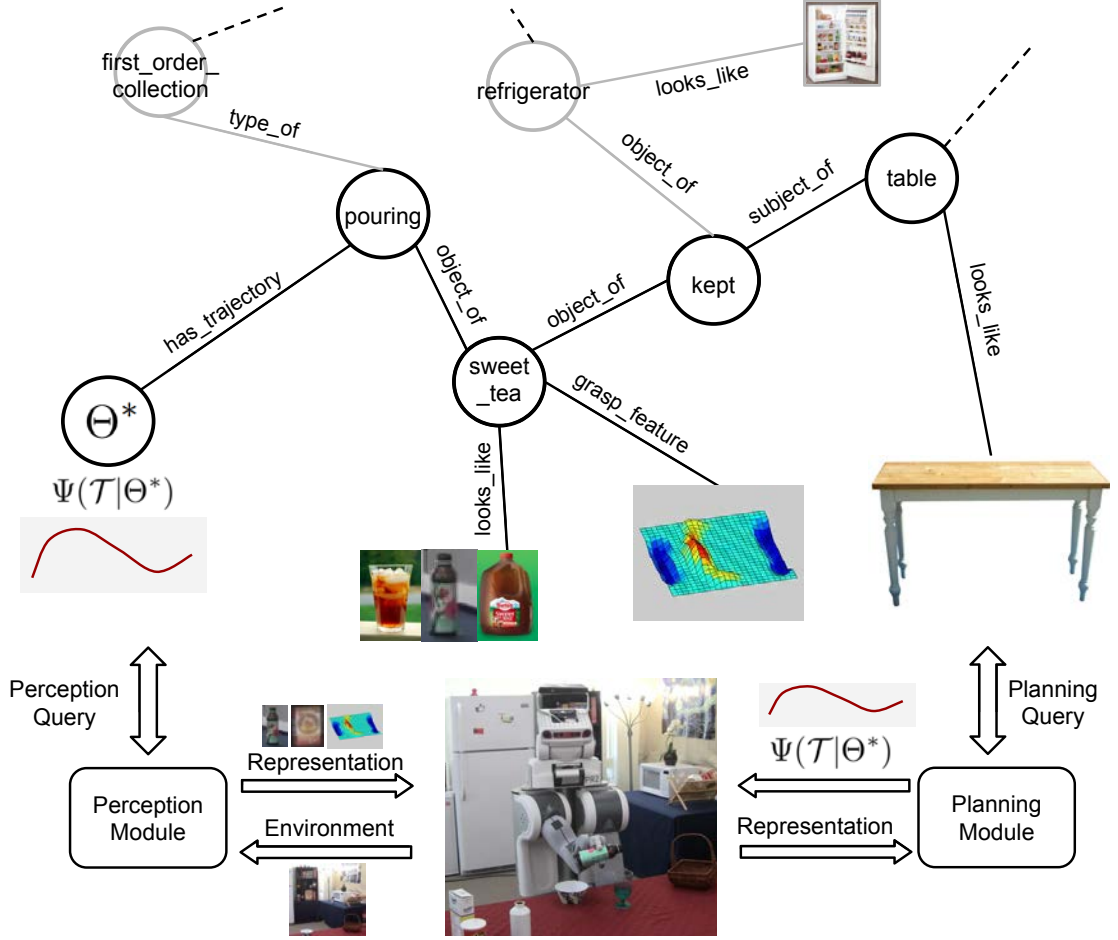 first_order_
collection
refrigerator
looks_like
type_of
object_of
subject_of
table
pouring
kept
has_trajectory
object_of
object_of
looks_like
sweet
_tea
grasp_feature
Θ*
Ψ(𝒯|Θ*)
looks_like
Perception
Query
Planning
Query
Ψ(𝒯|Θ*)
Representation
Perception
Module
Environment
Representation
Planning
Module